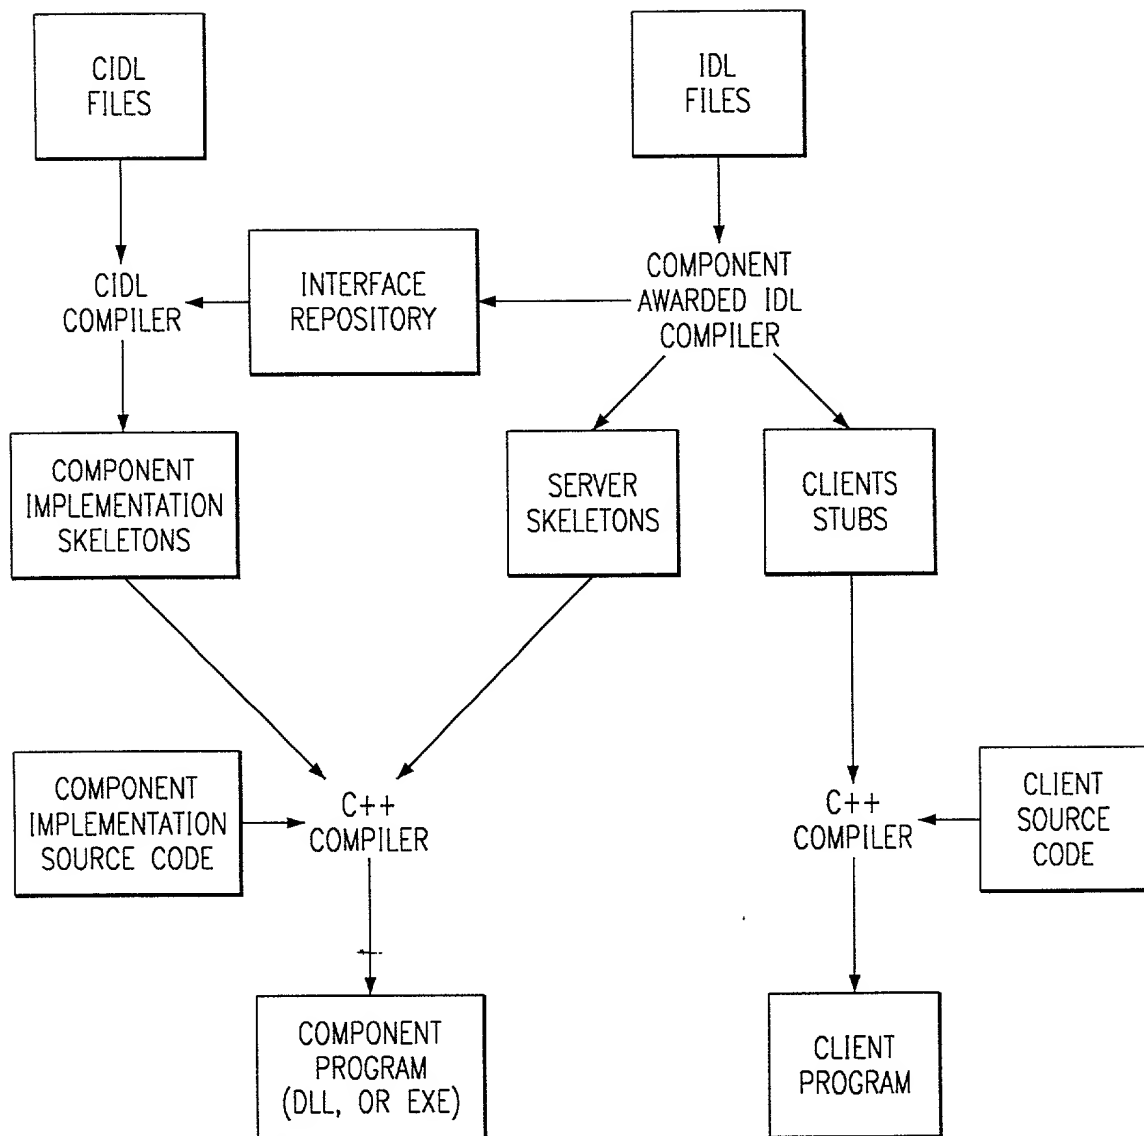 CIDL
FILES
IDL
FILES
CIDL
COMPILER
INTERFACE
REPOSITORY
COMPONENT
AWARDED IDL
COMPILER
COMPONENT
IMPLEMENTATION
SKELETONS
SERVER
SKELETONS
CLIENTS
STUBS
COMPONENT
IMPLEMENTATION
SOURCE CODE
C++
COMPILER
C++
COMPILER
CLIENT
SOURCE
CODE
COMPONENT
PROGRAM
(DLL, OR EXE)
CLIENT
PROGRAM